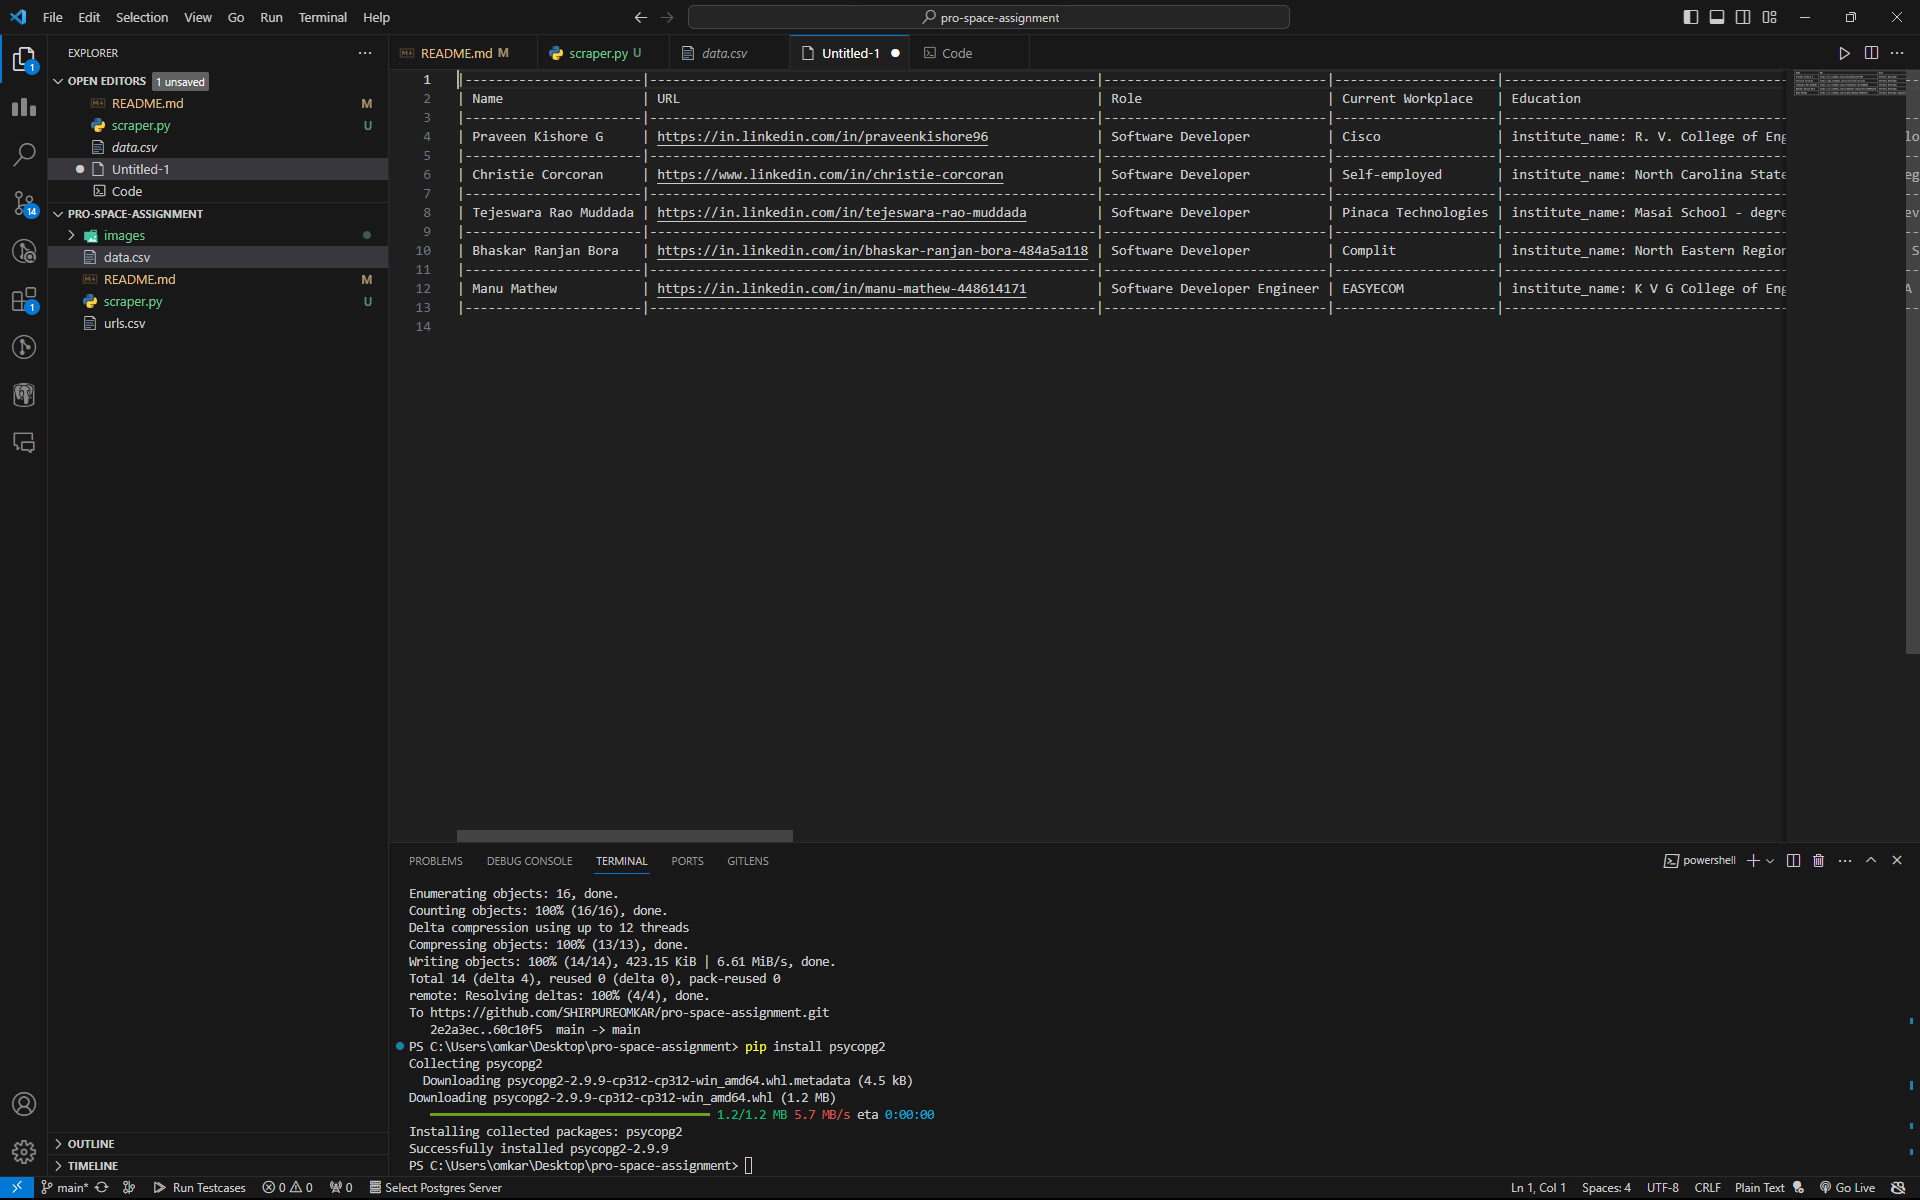 File Edit Selection View Go Run Terminal Help
pro-space-assignment
EXPLORER
OPEN EDITORS 1 unsaved
README.md M
scraper.py U
data.csv
Untitled-1
Code
PRO-SPACE-ASSIGNMENT
images
data.csv
README.md M
scraper.py U
urls.csv
OUTLINE
TIMELINE
1
14
1
README.md M scraper.py U data.csv Untitled-1 Code
1 |-----------------------|----------------------------------------------------------|-----------------------------|---------------------|-------------------------------------
2 | Name | URL | Role | Current Workplace | Education
3 |-----------------------|----------------------------------------------------------|-----------------------------|---------------------|-------------------------------------
4 | Praveen Kishore G | https://in.linkedin.com/in/praveenkishore96 | Software Developer | Cisco | institute_name: R. V. College of Eng
5 |-----------------------|----------------------------------------------------------|-----------------------------|---------------------|-------------------------------------
6 | Christie Corcoran | https://www.linkedin.com/in/christie-corcoran | Software Developer | Self-employed | institute_name: North Carolina State
7 |-----------------------|----------------------------------------------------------|-----------------------------|---------------------|-------------------------------------
8 | Tejeswara Rao Muddada | https://in.linkedin.com/in/tejeswara-rao-muddada | Software Developer | Pinaca Technologies | institute_name: Masai School - degre
9 |-----------------------|----------------------------------------------------------|-----------------------------|---------------------|-------------------------------------
10 | Bhaskar Ranjan Bora | https://in.linkedin.com/in/bhaskar-ranjan-bora-484a5a118 | Software Developer | Complit | institute_name: North Eastern Region
11 |-----------------------|----------------------------------------------------------|-----------------------------|---------------------|-------------------------------------
12 | Manu Mathew | https://in.linkedin.com/in/manu-mathew-448614171 | Software Developer Engineer | EASYECOM | institute_name: K V G College of Eng
13 |-----------------------|----------------------------------------------------------|-----------------------------|---------------------|-------------------------------------
14
PROBLEMS DEBUG CONSOLE TERMINAL PORTS GITLENS
powershell
Enumerating objects: 16, done.
Counting objects: 100% (16/16), done.
Delta compression using up to 12 threads
Compressing objects: 100% (13/13), done.
Writing objects: 100% (14/14), 423.15 KiB | 6.61 MiB/s, done.
Total 14 (delta 4), reused 0 (delta 0), pack-reused 0
remote: Resolving deltas: 100% (4/4), done.
To https://github.com/SHIRPUREOMKAR/pro-space-assignment.git
2e2a3ec..60c10f5 main -> main
PS C:\Users\omkar\Desktop\pro-space-assignment> pip install psycopg2
Collecting psycopg2
Downloading psycopg2-2.9.9-cp312-cp312-win_amd64.whl.metadata (4.5 kB)
Downloading psycopg2-2.9.9-cp312-cp312-win_amd64.whl (1.2 MB)
1.2/1.2 MB 5.7 MB/s eta 0:00:00
Installing collected packages: psycopg2
Successfully installed psycopg2-2.9.9
PS C:\Users\omkar\Desktop\pro-space-assignment>
main* Run Testcases 0 0 0 Select Postgres Server Ln 1, Col 1 Spaces: 4 UTF-8 CRLF Plain Text Go Live